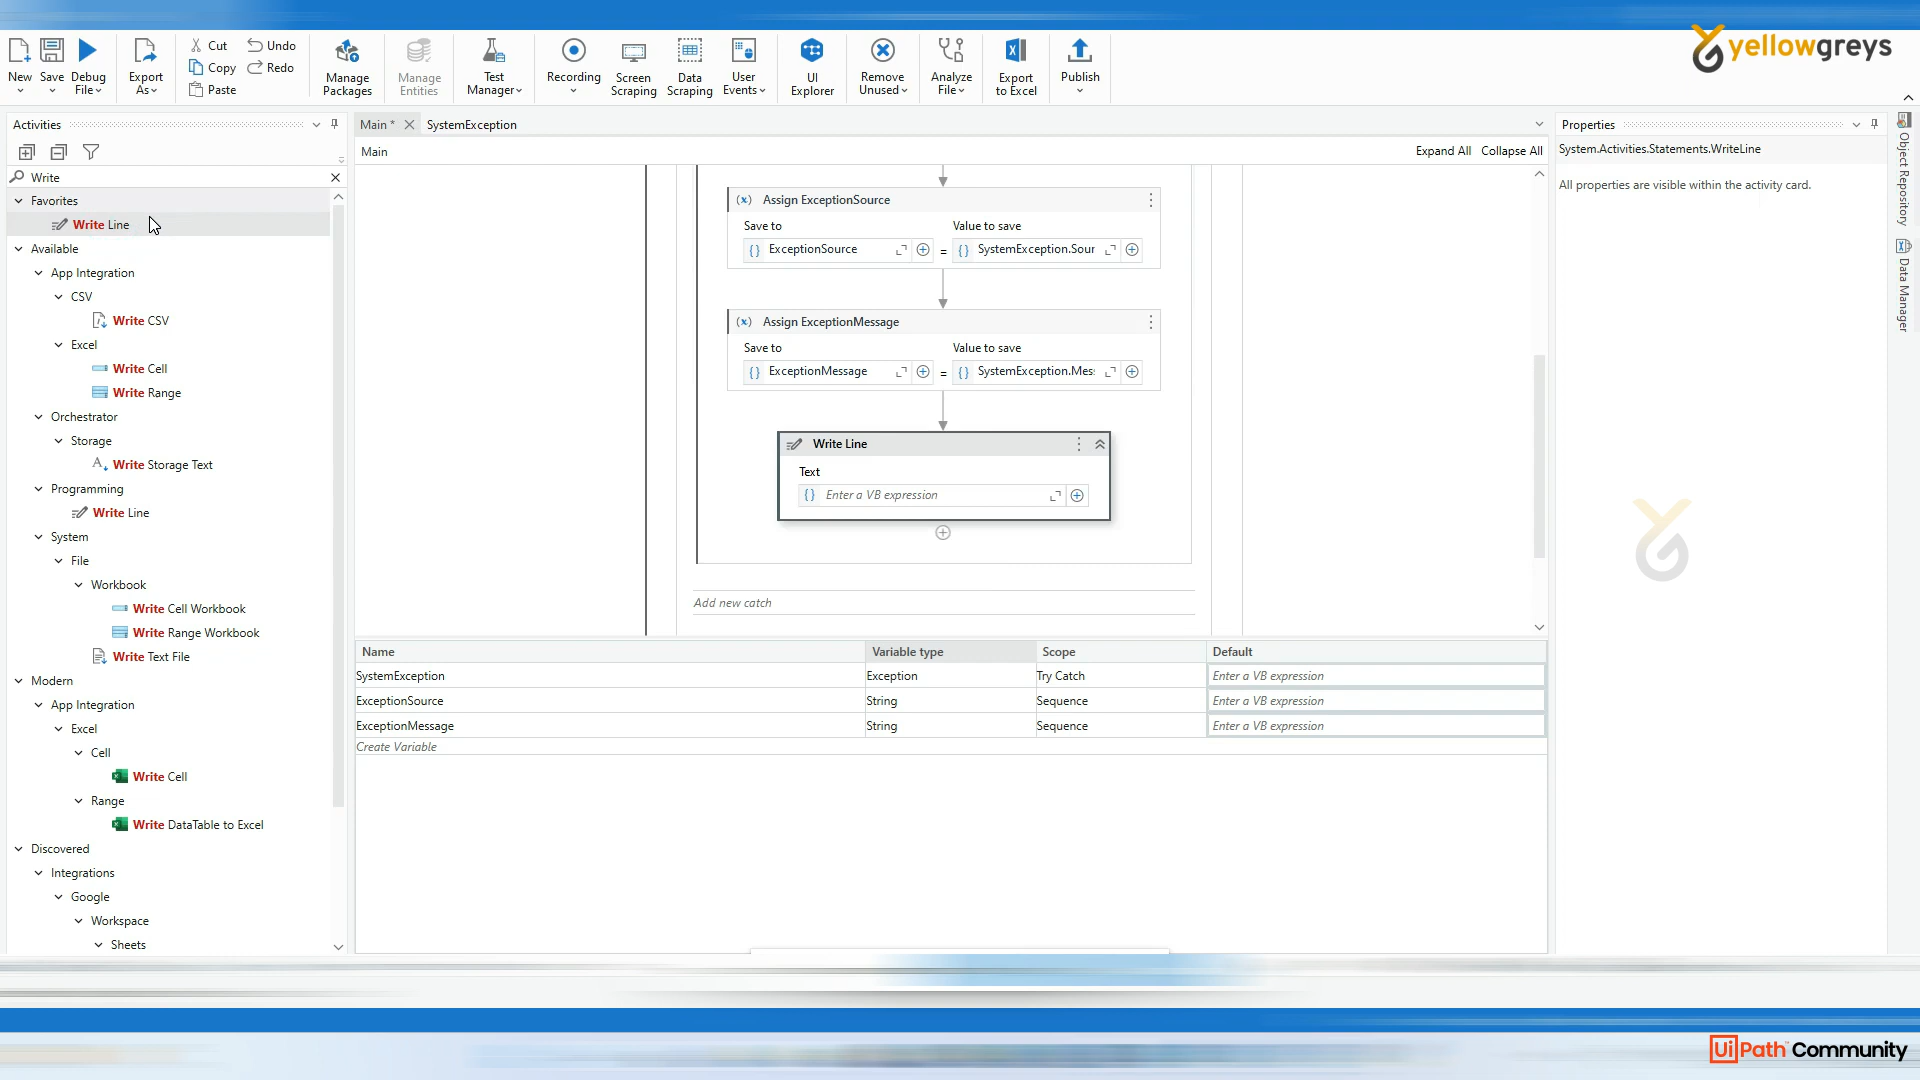 yellowgreys
New
Save
Debug
File
Export
As
Cut
Copy
Paste
Undo
Redo
Manage
Packages
Manage
Entities
Test
Manager
Recording
Screen
Scraping
Data
Scraping
User
Events
UI
Explorer
Remove
Unused
Analyze
File
Export
to Excel
Publish
Activities
Write
Favorites
Write Line
Available
App Integration
CSV
Write CSV
Excel
Write Cell
Write Range
Orchestrator
Storage
Write Storage Text
Programming
Write Line
System
File
Workbook
Write Cell Workbook
Write Range Workbook
Write Text File
Modern
App Integration
Excel
Cell
Write Cell
Range
Write DataTable to Excel
Discovered
Integrations
Google
Workspace
Sheets
Main * SystemException
Main Expand All Collapse All
Assign ExceptionSource
Save to Value to save
ExceptionSource = SystemException.Sour
Assign ExceptionMessage
Save to Value to save
ExceptionMessage = SystemException.Mes
Write Line
Text
Enter a VB expression
Add new catch
Name Variable type Scope Default
SystemException Exception Try Catch Enter a VB expression
ExceptionSource String Sequence Enter a VB expression
ExceptionMessage String Sequence Enter a VB expression
Create Variable
Properties
System.Activities.Statements.WriteLine
All properties are visible within the activity card.
Object Repository
Data Manager
UiPath Community